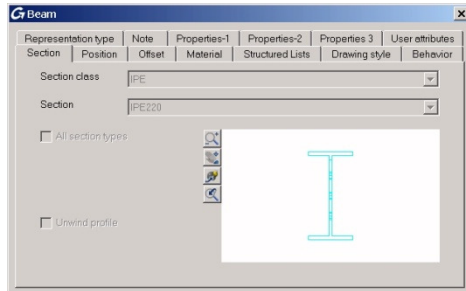 Beam
Representation type Note Properties-1 Properties-2 Properties 3 User attributes
Section Position Offset Material Structured Lists Drawing style Behavior
Section class IPE
Section IPE220
All section types
Unwind profile